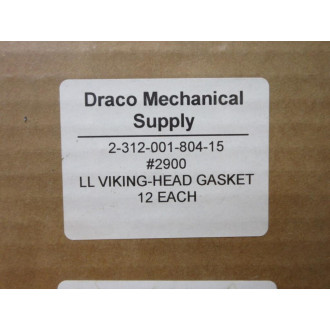 Draco Mechanical
Supply
2-312-001-804-15
#2900
LL VIKING-HEAD GASKET
12 EACH